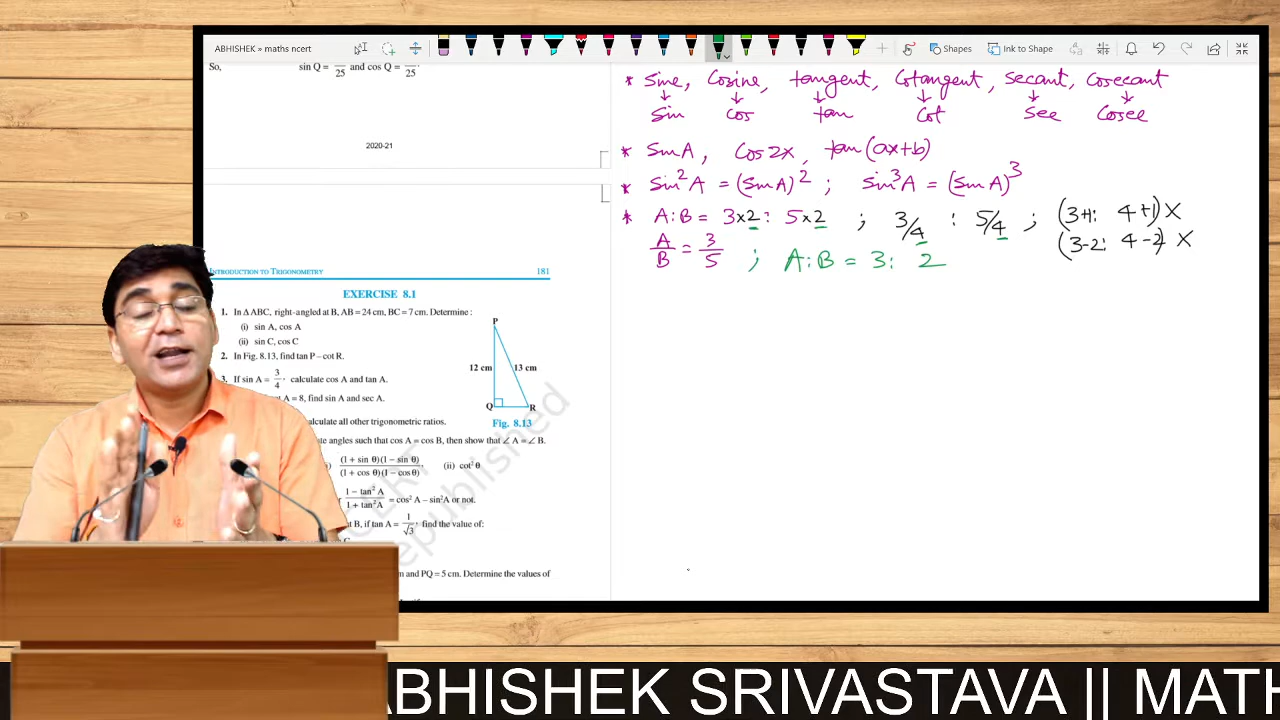 ABHISHEK » maths ncert
Shapes
Ink to Shape
So, sin Q = /25 and cos Q = /25.
2020-21
INTRODUCTION TO TRIGONOMETRY 181
EXERCISE 8.1
1. In Δ ABC, right-angled at B, AB = 24 cm, BC = 7 cm. Determine :
(i) sin A, cos A
(ii) sin C, cos C
2. In Fig. 8.13, find tan P – cot R.
3. If sin A = 3/4, calculate cos A and tan A.
A = 8, find sin A and sec A.
calculate all other trigonometric ratios.
angles such that cos A = cos B, then show that ∠ A = ∠ B.
(1 + sin θ)(1 – sin θ)/(1 + cos θ)(1 – cos θ), (ii) cot² θ
1 – tan² A/1 + tan² A = cos² A – sin² A or not.
at B, if tan A = 1/√3, find the value of:
C
and PQ = 5 cm. Determine the values of
P
12 cm 13 cm
Q R
Fig. 8.13
republished
* Sine, Cosine, tangent, Cotangent, Secant, Cosecant
↓ ↓ ↓ ↓ ↓ ↓
Sin cos tan Cot Sec Cosec
* SinA, Cos2x, tan(ax+b)
* Sin²A = (SinA)²; Sin³A = (SinA)³
* A:B = 3×2 : 5×2 ; 3/4 : 5/4 ; (3+1: 4+1) X
(3-2: 4-2) X
A/B = 3/5 ; A:B = 3: 2
ABHISHEK SRIVASTAVA || MATH